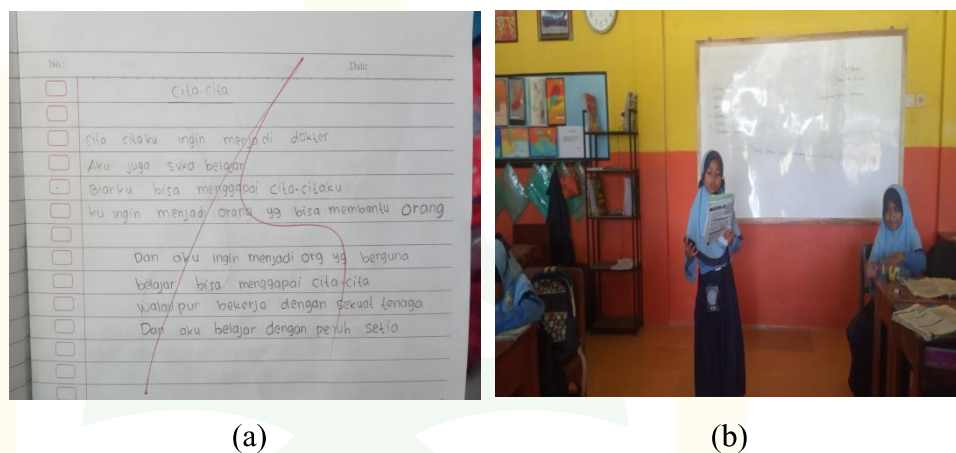 No.:
Date:
Cita-cita
Cita citaku ingin menjadi dokter
Aku juga suka belajar
Biarku bisa menggapai cita-citaku
ku ingin menjadi orang yg bisa membantu orang
Dan aku ingin menjadi org yg berguna
belajar bisa menggapai cita-cita
walau pun bekerja dengan sekuat tenaga
Dan aku belajar dengan penuh setia
(a)
(b)